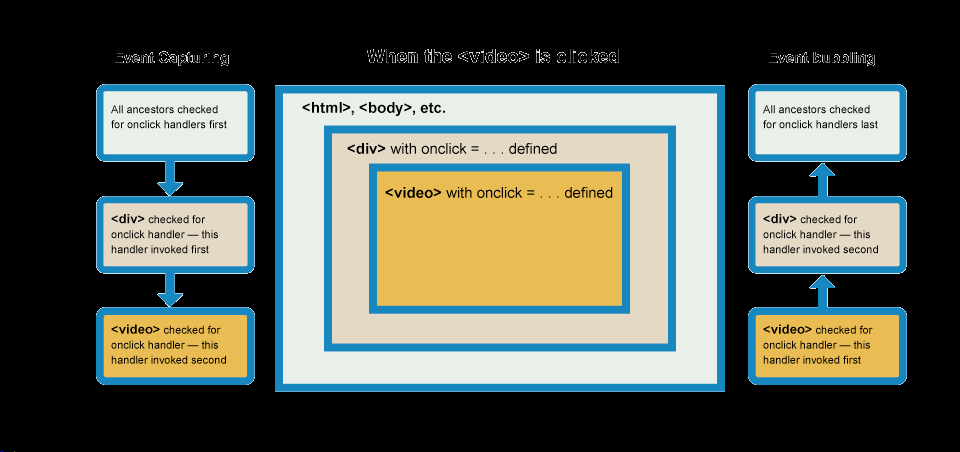 Event Capturing
When the <video> is clicked
Event bubbling
All ancestors checked
for onclick handlers first
<div> checked for
onclick handler — this
handler invoked first
<video> checked for
onclick handler — this
handler invoked second
<html>, <body>, etc.
<div> with onclick = . . . defined
<video> with onclick = . . . defined
All ancestors checked
for onclick handlers last
<div> checked for
onclick handler — this
handler invoked second
<video> checked for
onclick handler — this
handler invoked first